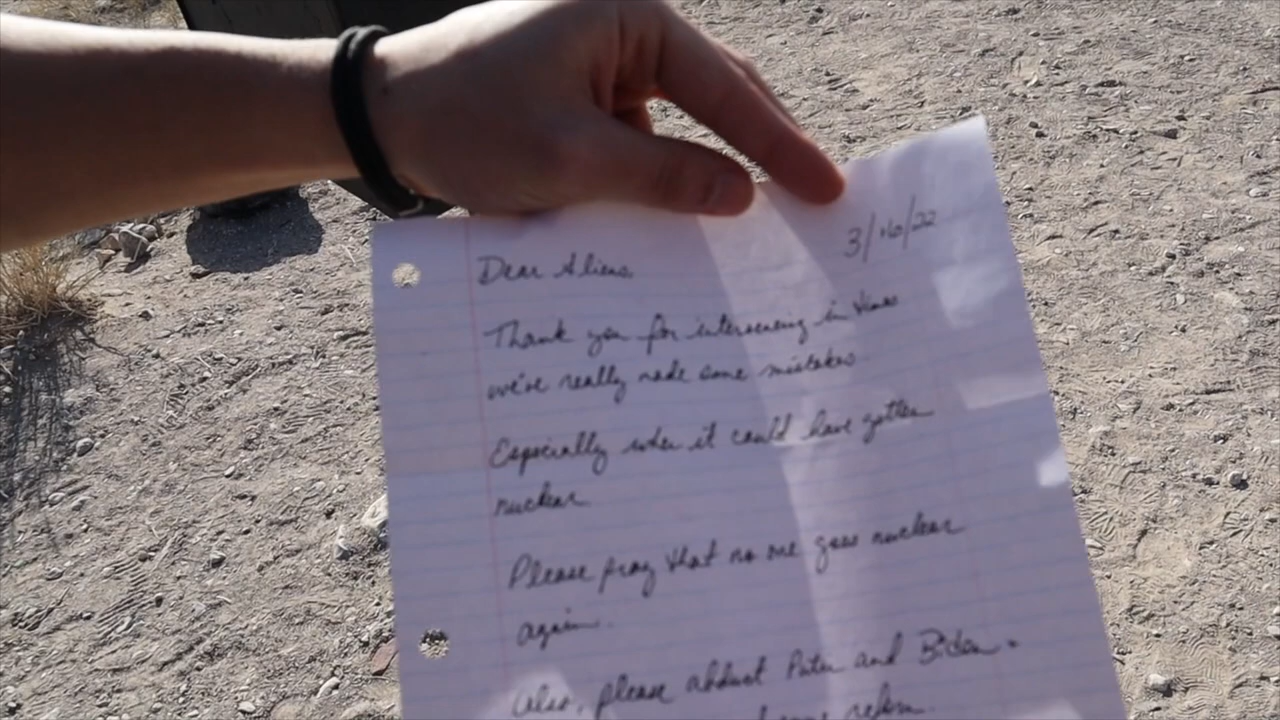 3/16/22
Dear Aliens
Thank you for intervening in times
we've really made some mistakes
Especially when it could have gotten
nuclear.
Please pray that no one goes nuclear
again.
Also, please abduct Putin and Biden.